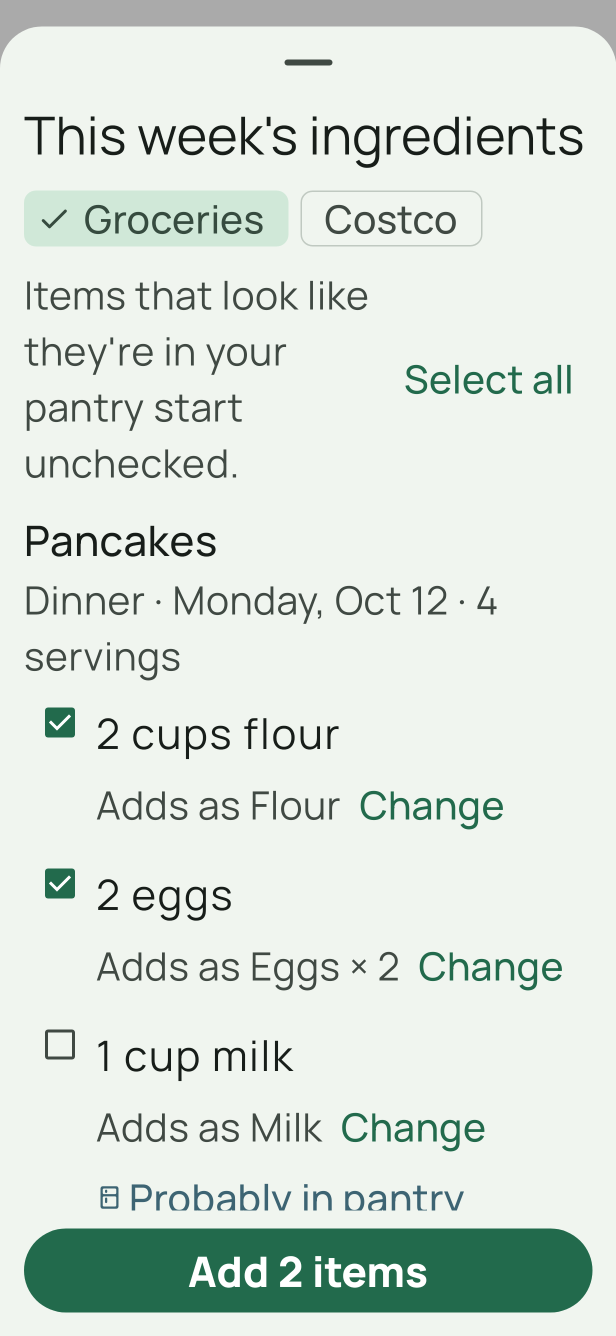 This week's ingredients
Groceries
Costco
Items that look like
they're in your
pantry start
unchecked.
Select all
Pancakes
Dinner · Monday, Oct 12 · 4
servings
2 cups flour
Adds as Flour Change
2 eggs
Adds as Eggs × 2 Change
1 cup milk
Adds as Milk Change
Probably in pantry
Add 2 items